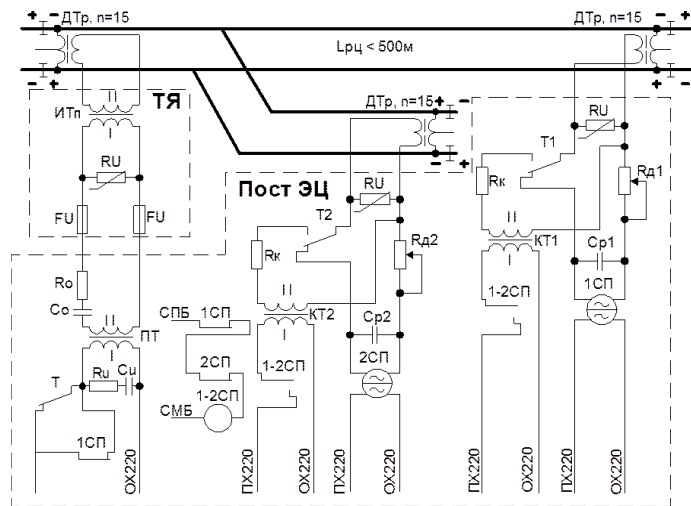 + - ДТр, n=15
ДТр, n=15 + -
Lрц < 500м
- +
- +
ТЯ
II
ИТп
I
ДТр, n=15
+ -
- +
RU
RU
T1
Пост ЭЦ
RU
Rк
Rд1
FU
FU
T2
II
КТ1
I
Rк
Rд2
Ro
Cр1
1СП
Co
II
ПТ
I
СПБ
1СП
II
КТ2
I
Cр2
2СП
1-2СП
2СП
1-2СП
T
Ru
Cu
1-2СП
СМБ
1СП
ОХ220
ПХ220
ОХ220
ПХ220
ОХ220
ПХ220
ОХ220
ПХ220
ОХ220